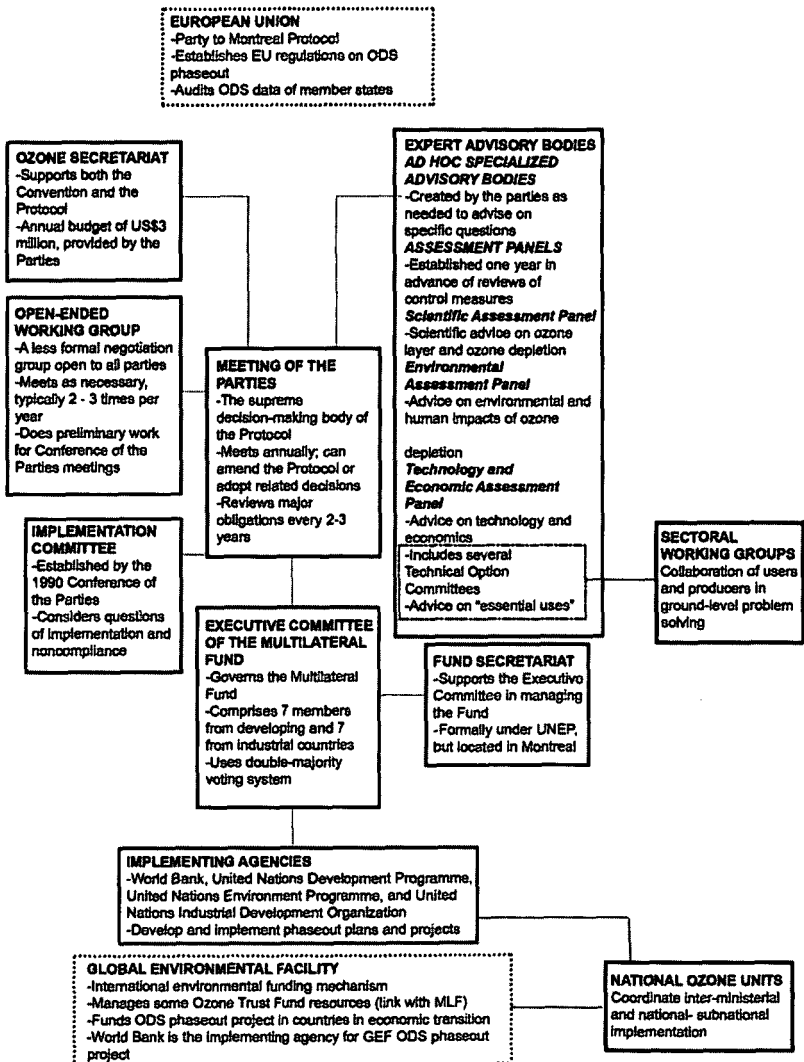 EUROPEAN UNION
-Party to Montreal Protocol
-Establishes EU regulations on ODS
phaseout
-Audits ODS data of member states
OZONE SECRETARIAT
-Supports both the
Convention and the
Protocol
-Annual budget of US$3
million, provided by the
Parties
EXPERT ADVISORY BODIES
AD HOC SPECIALIZED
ADVISORY BODIES
-Created by the parties as
needed to advise on
specific questions
ASSESSMENT PANELS
-Established one year in
advance of reviews of
control measures
Scientific Assessment Panel
-Scientific advice on ozone
layer and ozone depletion
Environmental
Assessment Panel
-Advice on environmental and
human impacts of ozone
depletion
Technology and
Economic Assessment
Panel
-Advice on technology and
economics
-Includes several
Technical Option
Committees
-Advice on "essential uses"
OPEN-ENDED
WORKING GROUP
-A less formal negotiation
group open to all parties
-Meets as necessary,
typically 2 - 3 times per
year
-Does preliminary work
for Conference of the
Parties meetings
MEETING OF THE
PARTIES
-The supreme
decision-making body of
the Protocol
-Meets annually; can
amend the Protocol or
adopt related decisions
-Reviews major
obligations every 2-3
years
IMPLEMENTATION
COMMITTEE
-Established by the
1990 Conference of
the Parties
-Considers questions
of implementation and
noncompliance
SECTORAL
WORKING GROUPS
Collaboration of users
and producers in
ground-level problem
solving
EXECUTIVE COMMITTEE
OF THE MULTILATERAL
FUND
-Governs the Multilateral
Fund
-Comprises 7 members
from developing and 7
from industrial countries
-Uses double-majority
voting system
FUND SECRETARIAT
-Supports the Executive
Committee in managing
the Fund
-Formally under UNEP,
but located in Montreal
IMPLEMENTING AGENCIES
-World Bank, United Nations Development Programme,
United Nations Environment Programme, and United
Nations Industrial Development Organization
-Develop and implement phaseout plans and projects
GLOBAL ENVIRONMENTAL FACILITY
-International environmental funding mechanism
-Manages some Ozone Trust Fund resources (link with MLF)
-Funds ODS phaseout project in countries in economic transition
-World Bank is the implementing agency for GEF ODS phaseout
project
NATIONAL OZONE UNITS
Coordinate inter-ministerial
and national- subnational
implementation